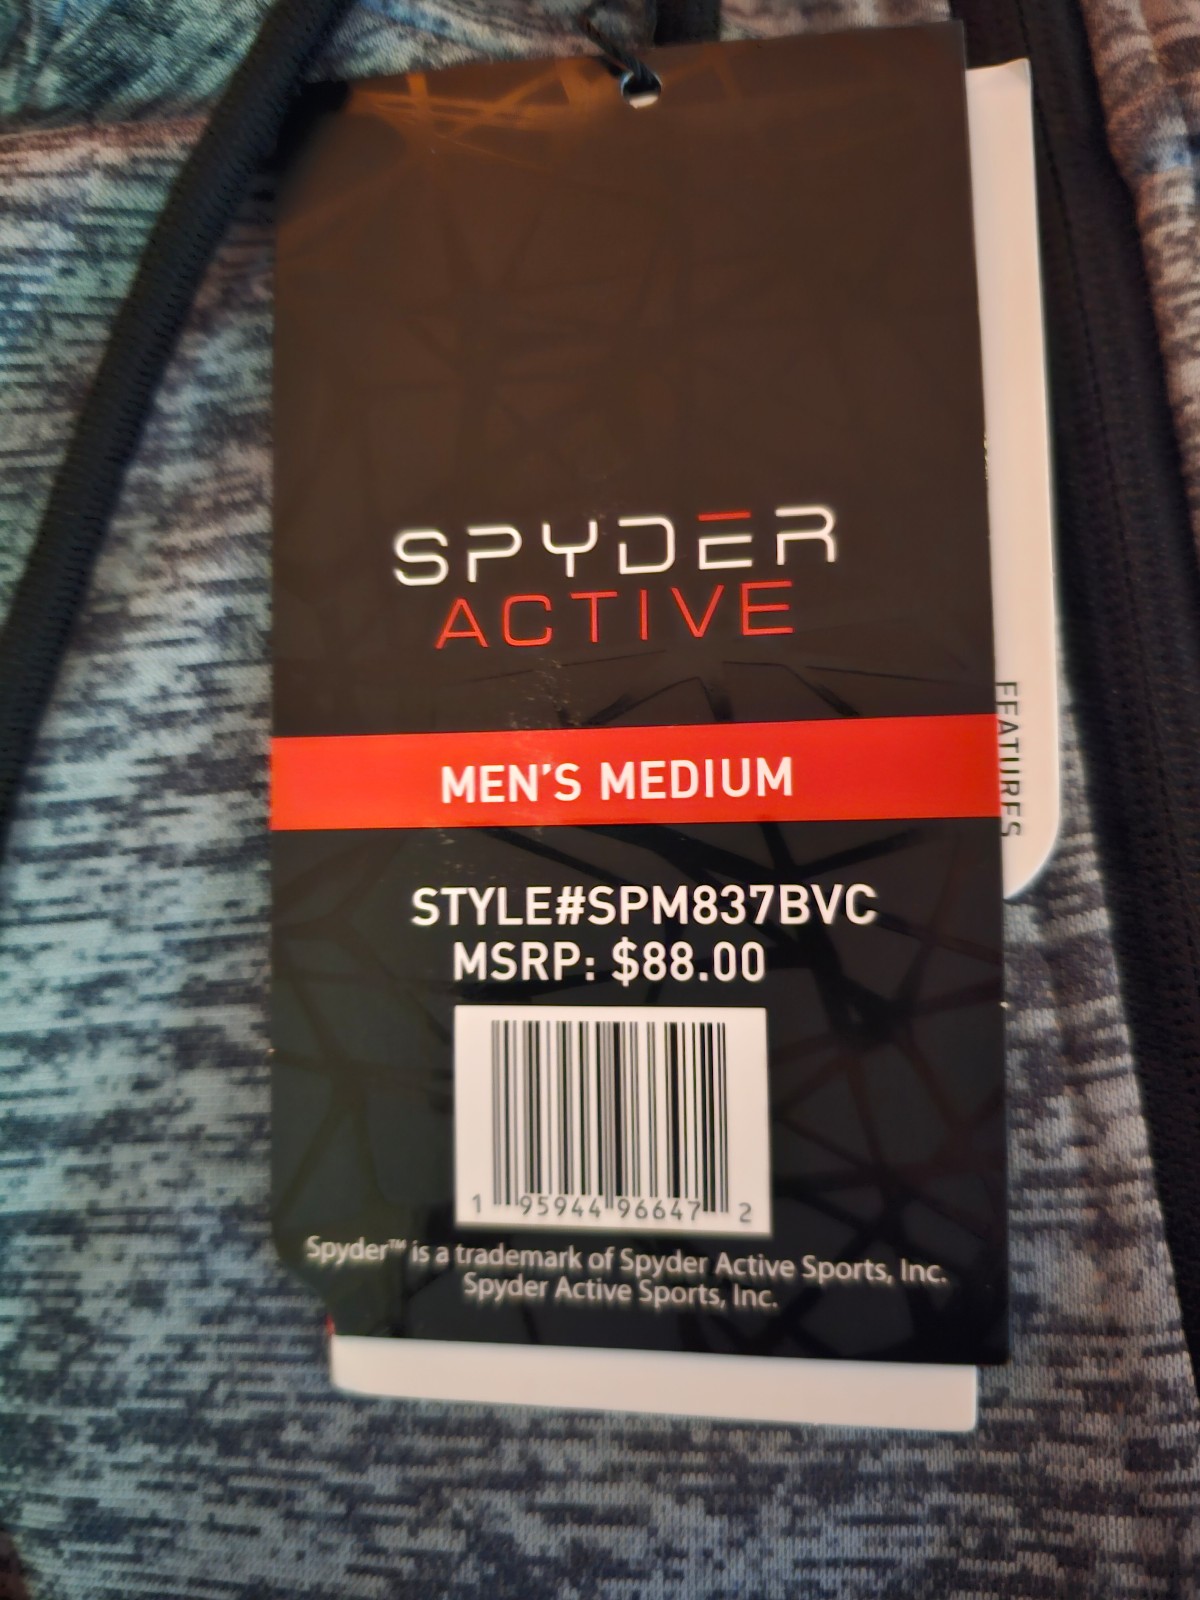 SPYDER
ACTIVE
MEN'S MEDIUM
STYLE#SPM837BVC
MSRP: $88.00
1 95944 96647 2
Spyder™ is a trademark of Spyder Active Sports, Inc.
Spyder Active Sports, Inc.
FEATURES